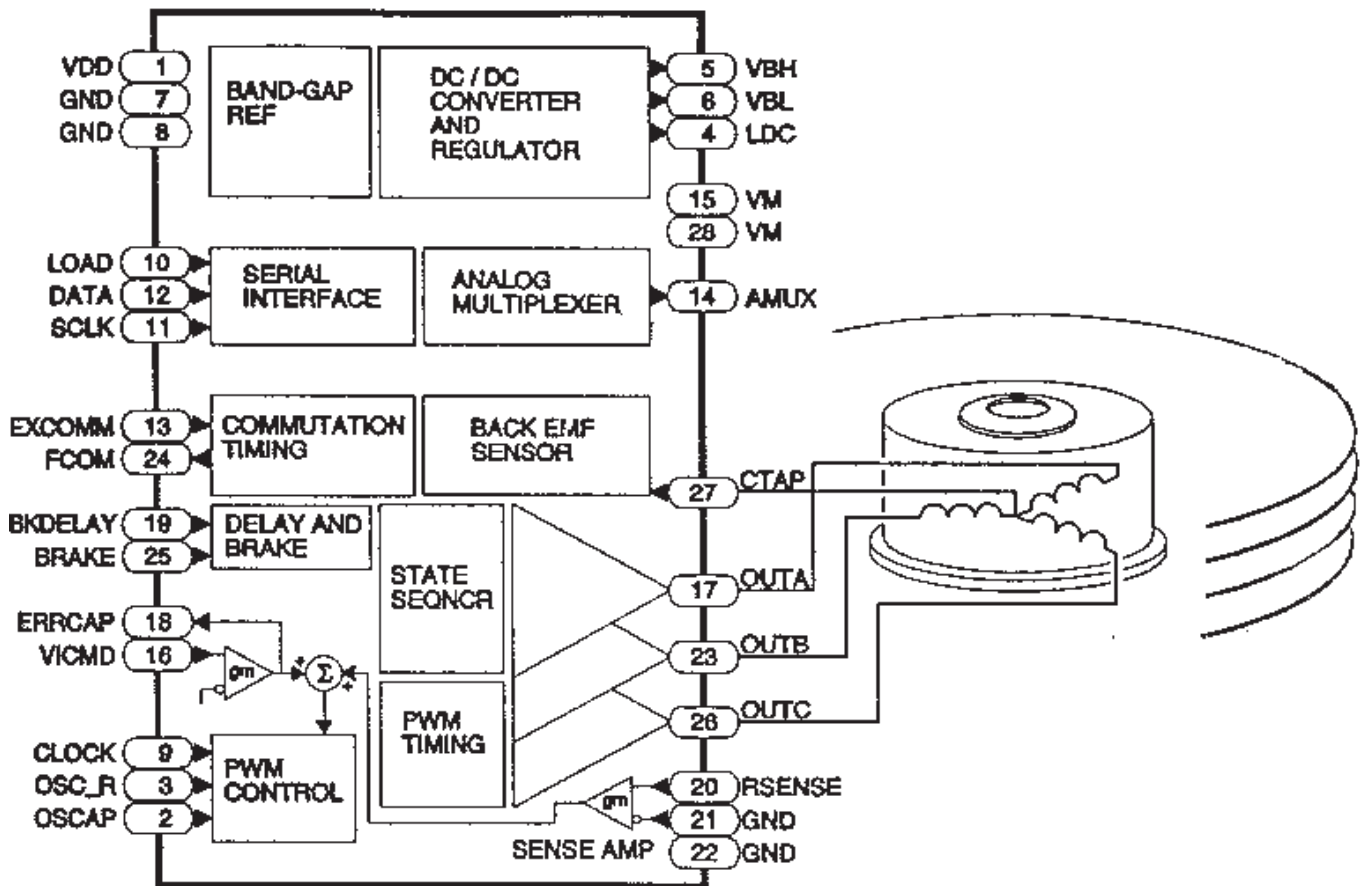 VDD 1
GND 7
GND 8
BAND-GAP
REF
DC / DC
CONVERTER
AND
REGULATOR
5 VBH
6 VBL
4 LDC
15 VM
28 VM
LOAD 10
DATA 12
SCLK 11
SERIAL
INTERFACE
ANALOG
MULTIPLEXER
14 AMUX
EXCOMM 13
FCOM 24
COMMUTATION
TIMING
BACK EMF
SENSOR
27 CTAP
BKDELAY 19
BRAKE 25
DELAY AND
BRAKE
STATE
SEQNCR
17 OUTA
ERRCAP 18
VICMD 16
gm
+ Σ +
23 OUTB
PWM
TIMING
26 OUTC
CLOCK 9
OSC_R 3
OSCAP 2
PWM
CONTROL
gm
20 RSENSE
21 GND
SENSE AMP 22 GND